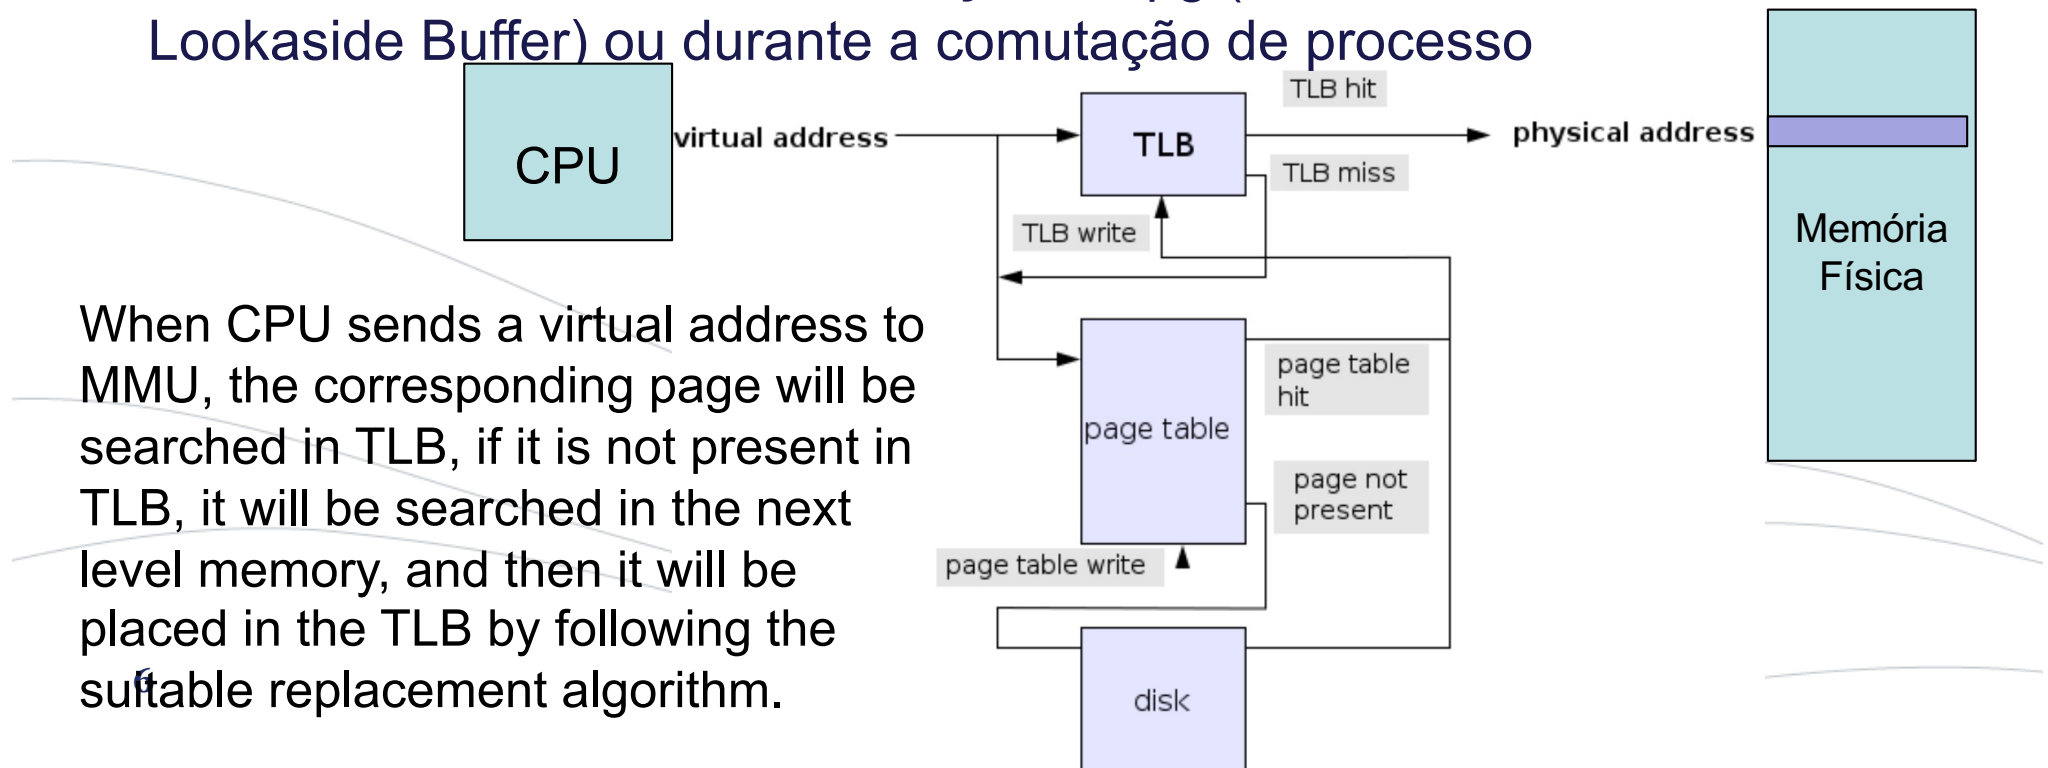 Lookaside Buffer) ou durante a comutação de processo
CPU
virtual address
TLB
TLB hit
physical address
TLB miss
TLB write
Memória
Física
When CPU sends a virtual address to
MMU, the corresponding page will be
searched in TLB, if it is not present in
TLB, it will be searched in the next
level memory, and then it will be
placed in the TLB by following the
suitable replacement algorithm.
6
page table
page table
hit
page not
present
page table write
disk